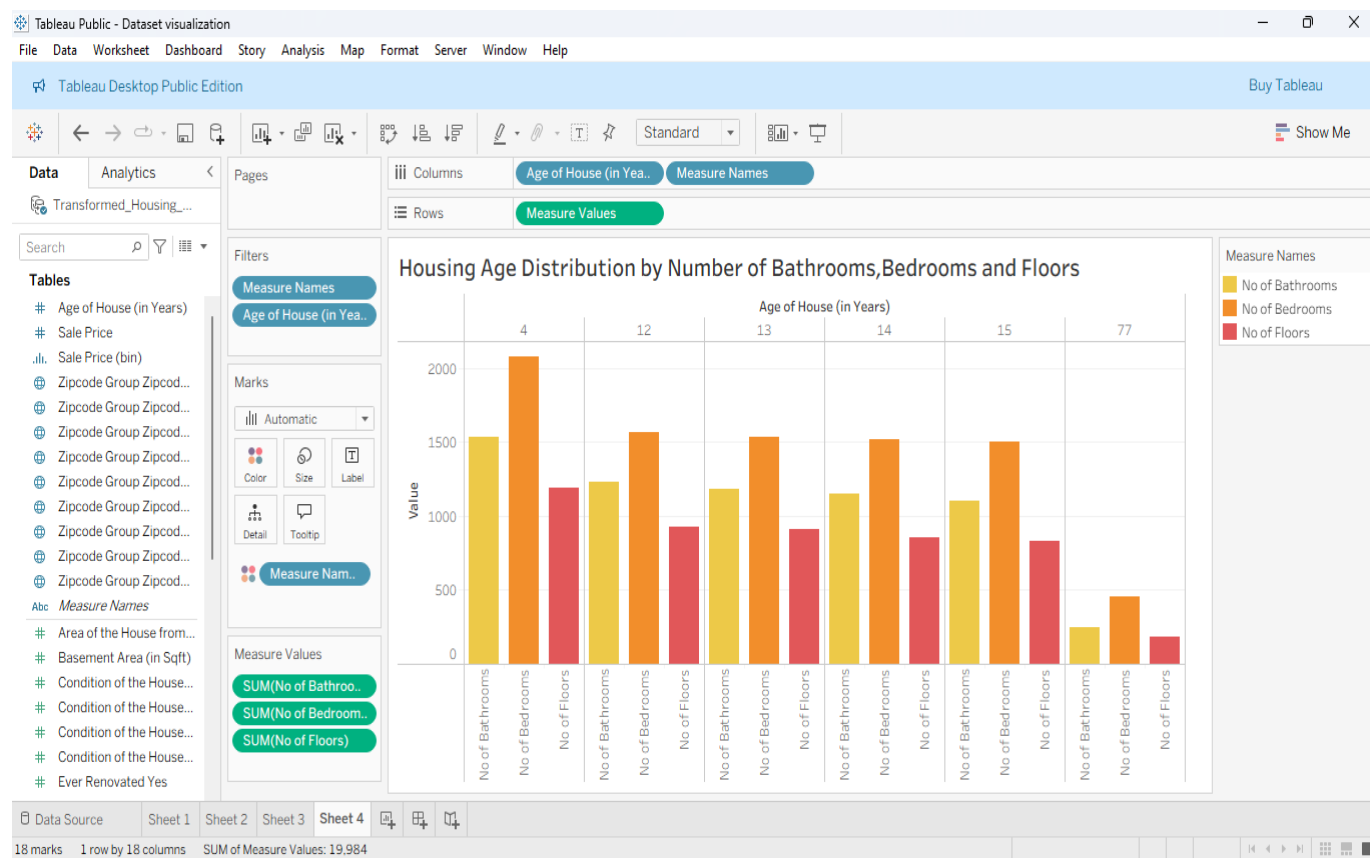 Tableau Public - Dataset visualization
File Data Worksheet Dashboard Story Analysis Map Format Server Window Help
Tableau Desktop Public Edition
Buy Tableau
Standard
Show Me
Data
Analytics
Transformed_Housing_...
Search
Tables
Age of House (in Years)
Sale Price
Sale Price (bin)
Zipcode Group Zipcod...
Zipcode Group Zipcod...
Zipcode Group Zipcod...
Zipcode Group Zipcod...
Zipcode Group Zipcod...
Zipcode Group Zipcod...
Zipcode Group Zipcod...
Zipcode Group Zipcod...
Zipcode Group Zipcod...
Abc Measure Names
Area of the House from...
Basement Area (in Sqft)
Condition of the House...
Condition of the House...
Condition of the House...
Condition of the House...
Ever Renovated Yes
Pages
Filters
Measure Names
Age of House (in Yea..
Marks
Automatic
Color
Size
Label
Detail
Tooltip
Measure Nam..
Measure Values
SUM(No of Bathroo..
SUM(No of Bedroom..
SUM(No of Floors)
Columns
Age of House (in Yea..
Measure Names
Rows
Measure Values
Housing Age Distribution by Number of Bathrooms,Bedrooms and Floors
Age of House (in Years)
4 12 13 14 15 77
Value
2000
1500
1000
500
0
No of Bathrooms
No of Bedrooms
No of Floors
No of Bathrooms
No of Bedrooms
No of Floors
No of Bathrooms
No of Bedrooms
No of Floors
No of Bathrooms
No of Bedrooms
No of Floors
No of Bathrooms
No of Bedrooms
No of Floors
No of Bathrooms
No of Bedrooms
No of Floors
Measure Names
No of Bathrooms
No of Bedrooms
No of Floors
Data Source
Sheet 1
Sheet 2
Sheet 3
Sheet 4
18 marks 1 row by 18 columns SUM of Measure Values: 19,984